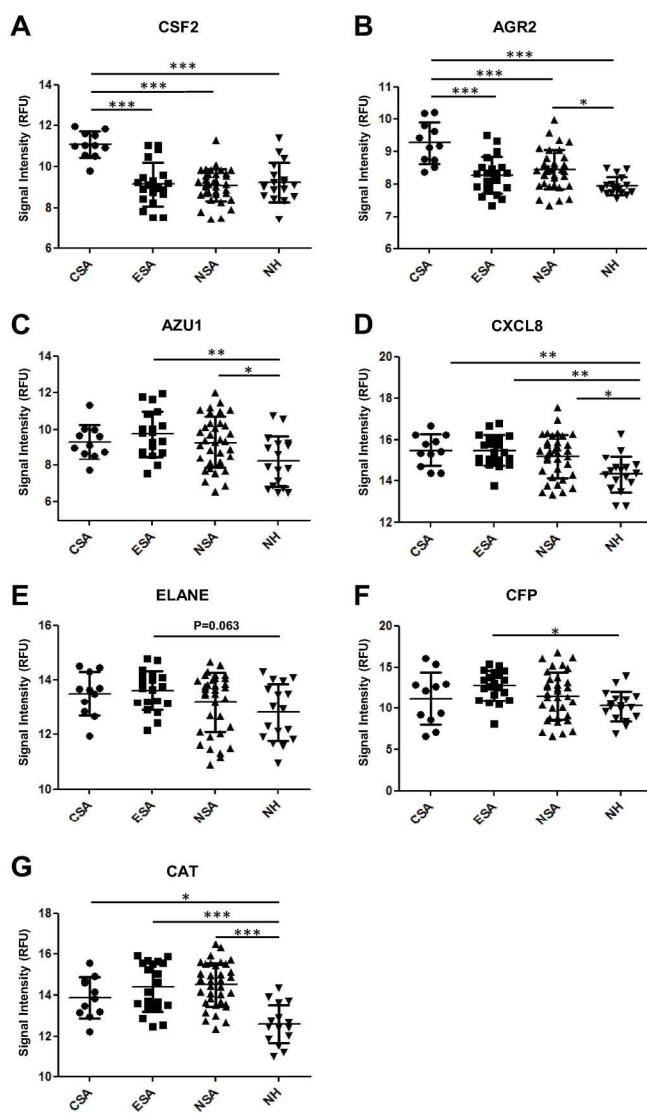 A
CSF2
Signal Intensity (RFU)
14
12
10
8
6
***
***
***
CSA
ESA
NSA
NH
B
AGR2
Signal Intensity (RFU)
11
10
9
8
7
6
***
***
***
*
CSA
ESA
NSA
NH
C
AZU1
Signal Intensity (RFU)
14
12
10
8
6
**
*
CSA
ESA
NSA
NH
D
CXCL8
Signal Intensity (RFU)
20
18
16
14
12
**
**
*
CSA
ESA
NSA
NH
E
ELANE
Signal Intensity (RFU)
16
14
12
10
P=0.063
CSA
ESA
NSA
NH
F
CFP
Signal Intensity (RFU)
20
15
10
5
0
*
CSA
ESA
NSA
NH
G
CAT
Signal Intensity (RFU)
18
16
14
12
10
*
***
***
CSA
ESA
NSA
NH